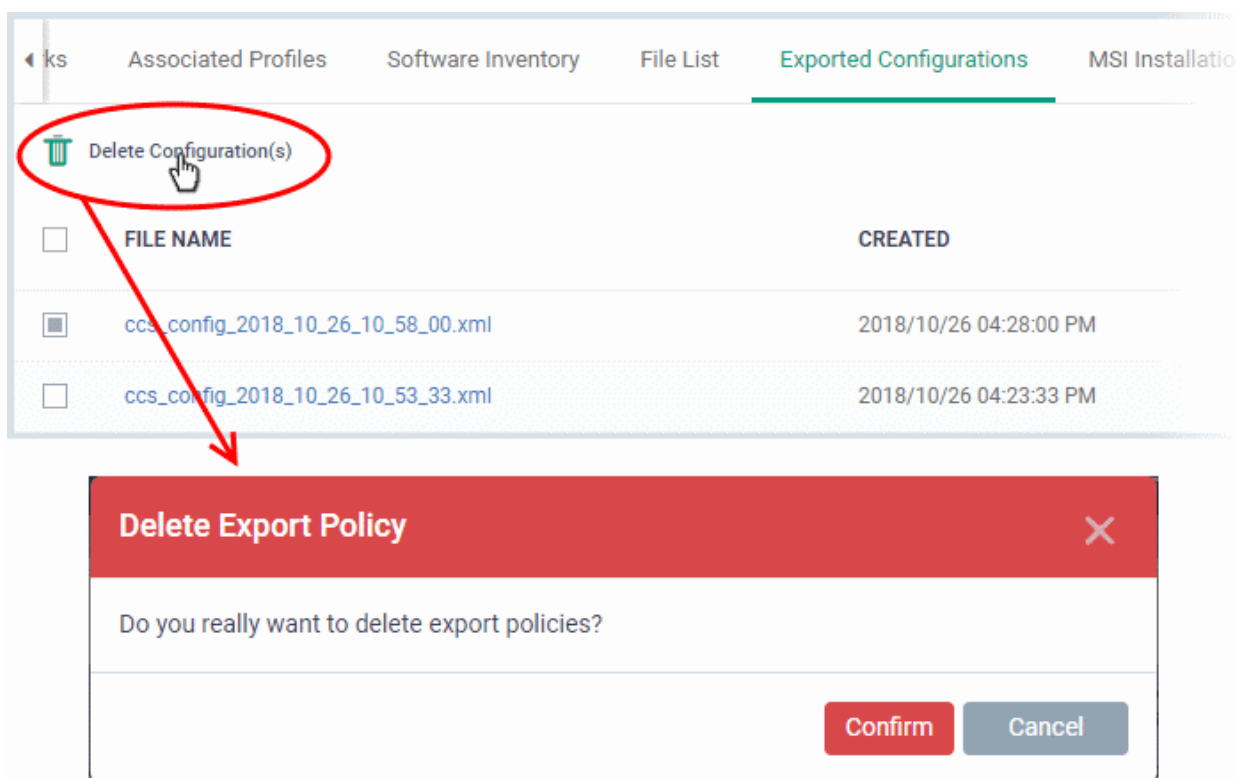 ks Associated Profiles Software Inventory File List Exported Configurations MSI Installatio
Delete Configuration(s)
FILE NAME CREATED
ccs_config_2018_10_26_10_58_00.xml 2018/10/26 04:28:00 PM
ccs_config_2018_10_26_10_53_33.xml 2018/10/26 04:23:33 PM
Delete Export Policy
Do you really want to delete export policies?
Confirm Cancel